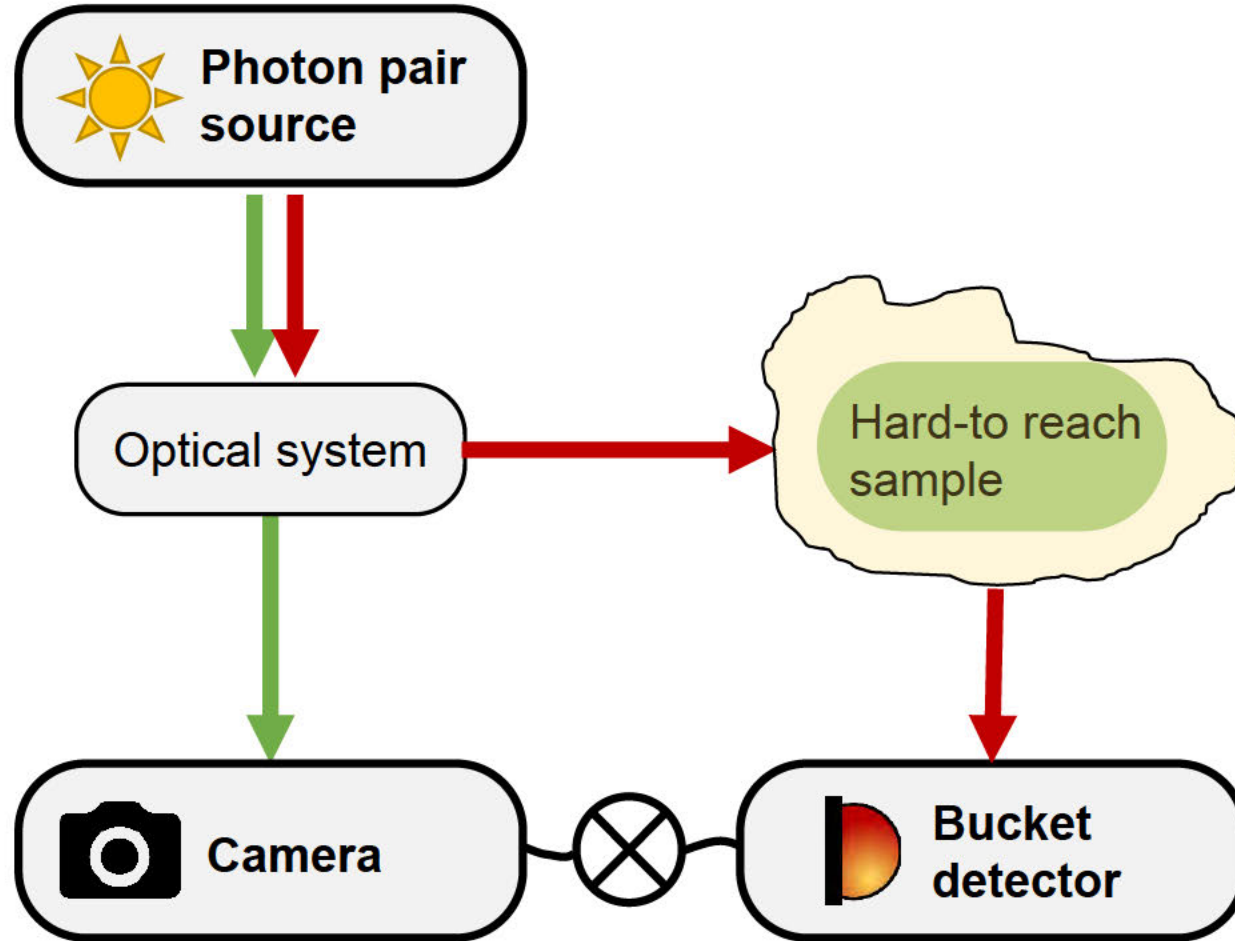 Photon pair
source
Optical system
Hard-to reach
sample
Camera
Bucket
detector